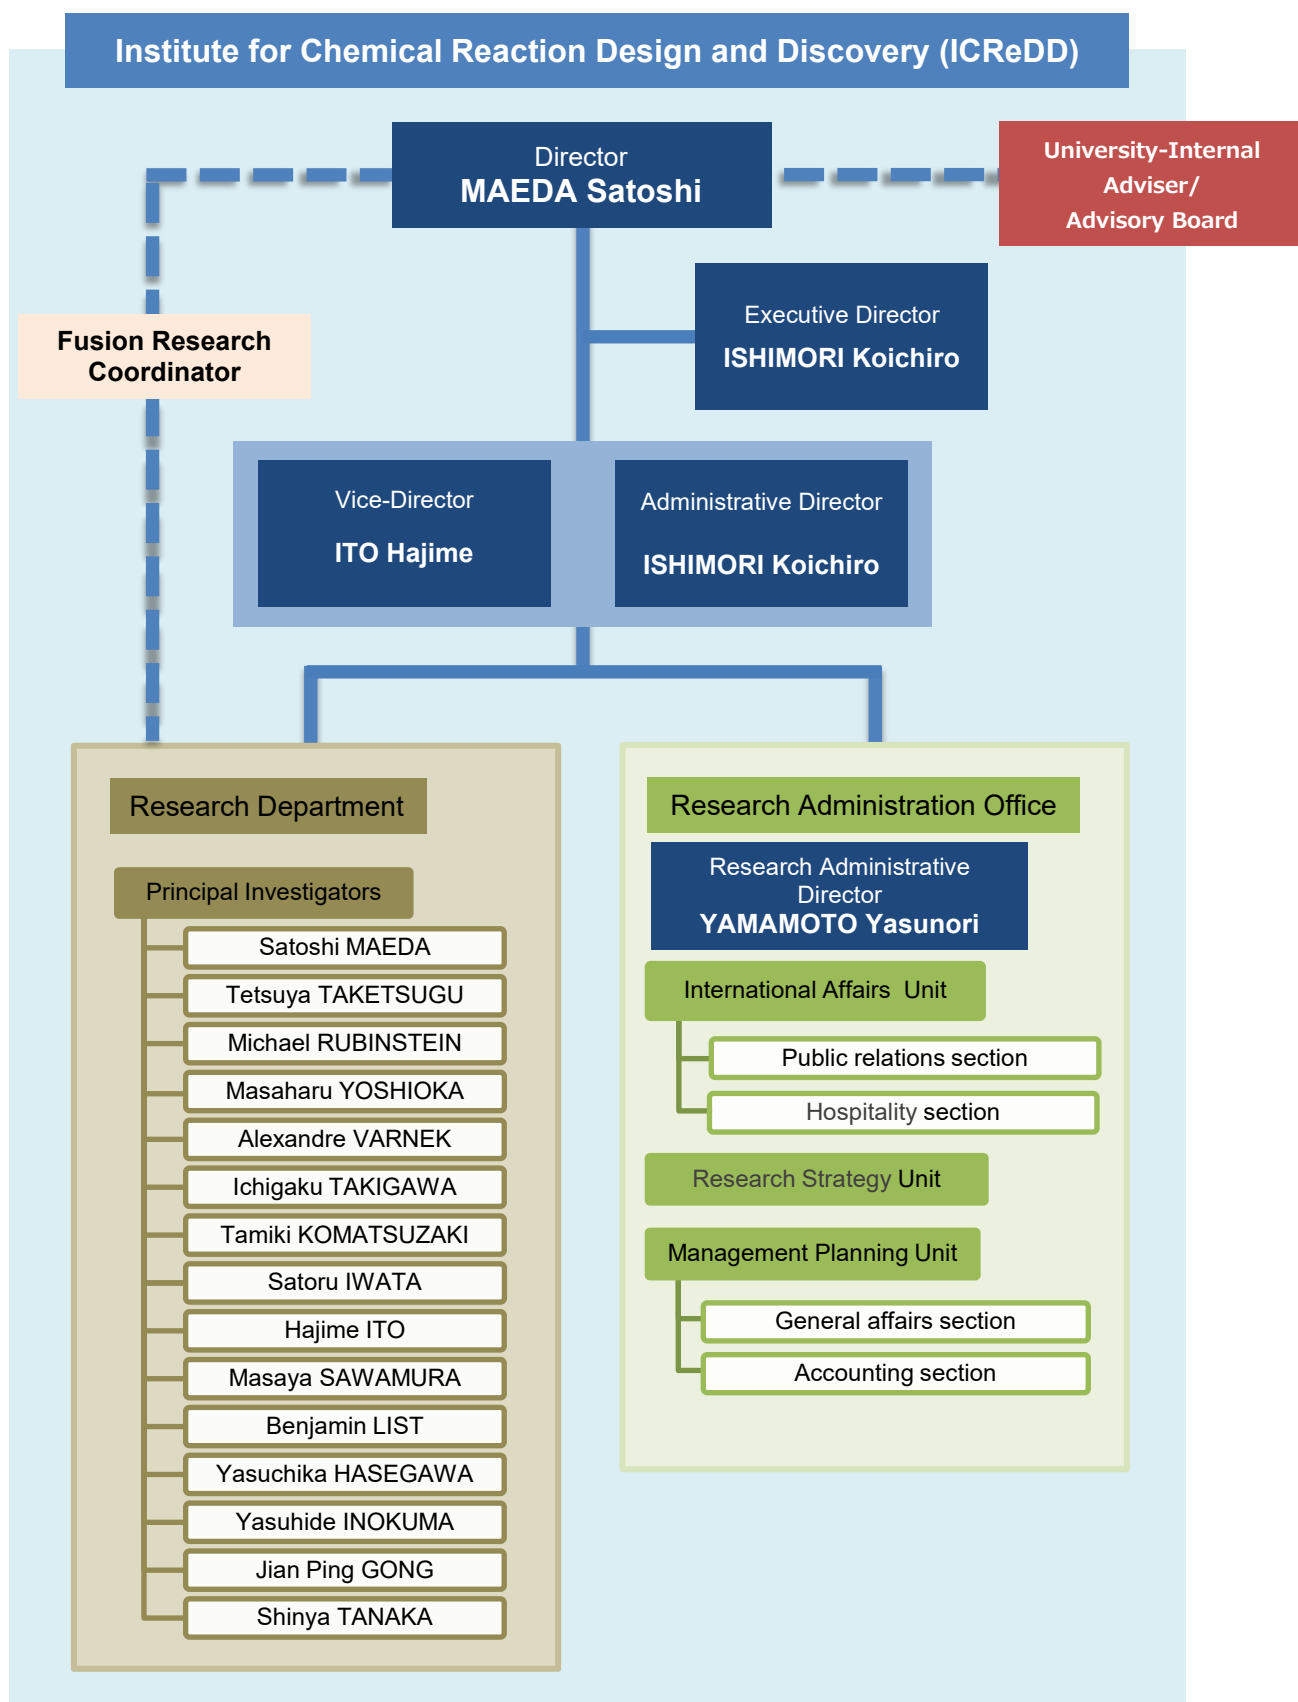 Institute for Chemical Reaction Design and Discovery (ICReDD)
Director
MAEDA Satoshi
University-Internal
Adviser/
Advisory Board
Executive Director
ISHIMORI Koichiro
Fusion Research
Coordinator
Vice-Director
ITO Hajime
Administrative Director
ISHIMORI Koichiro
Research Department
Principal Investigators
Satoshi MAEDA
Tetsuya TAKETSUGU
Michael RUBINSTEIN
Masaharu YOSHIOKA
Alexandre VARNEK
Ichigaku TAKIGAWA
Tamiki KOMATSUZAKI
Satoru IWATA
Hajime ITO
Masaya SAWAMURA
Benjamin LIST
Yasuchika HASEGAWA
Yasuhide INOKUMA
Jian Ping GONG
Shinya TANAKA
Research Administration Office
Research Administrative
Director
YAMAMOTO Yasunori
International Affairs Unit
Public relations section
Hospitality section
Research Strategy Unit
Management Planning Unit
General affairs section
Accounting section